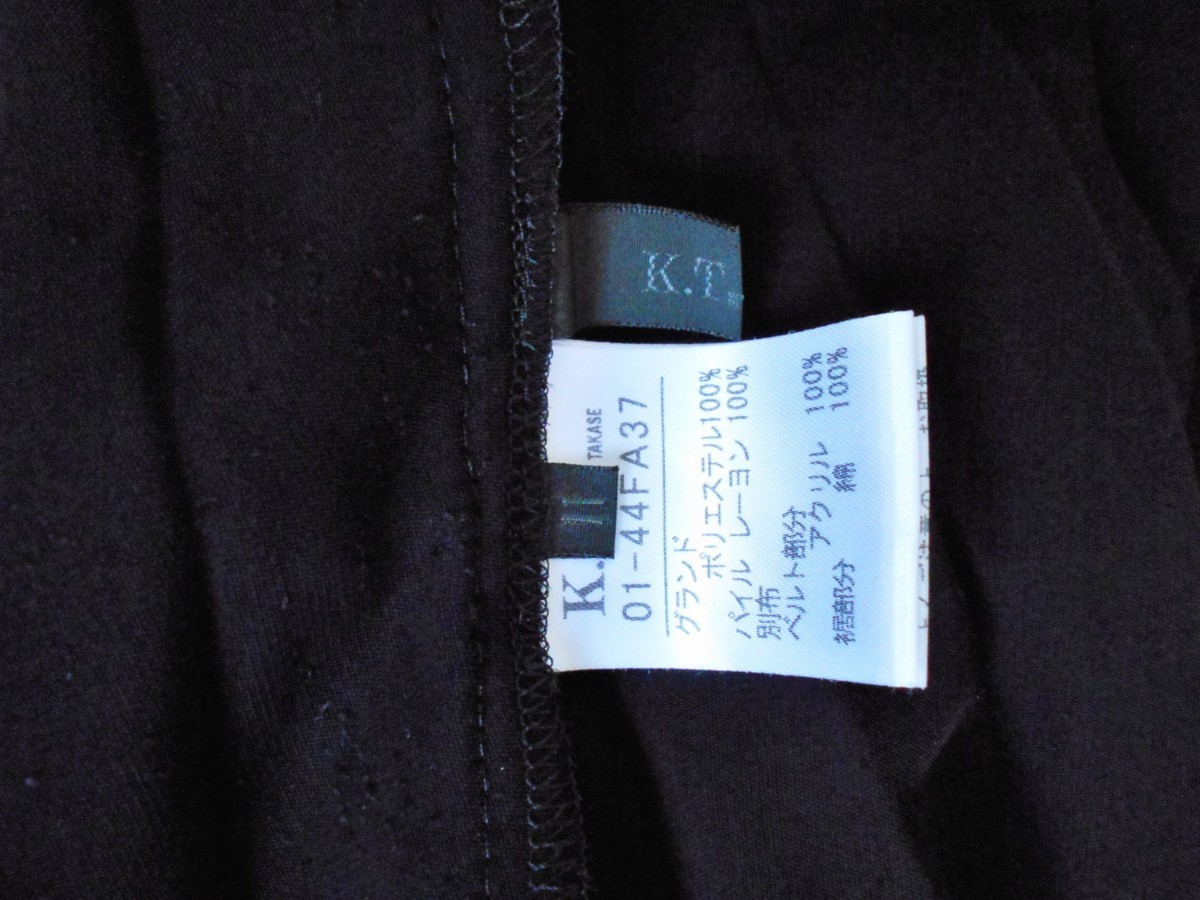 K.T
K.
TAKASE
11
01-44FA37
グランド
ポリエステル100%
パイル レーヨン 100%
別布
ベルト部分
アクリル 100%
裾部分 綿 100%